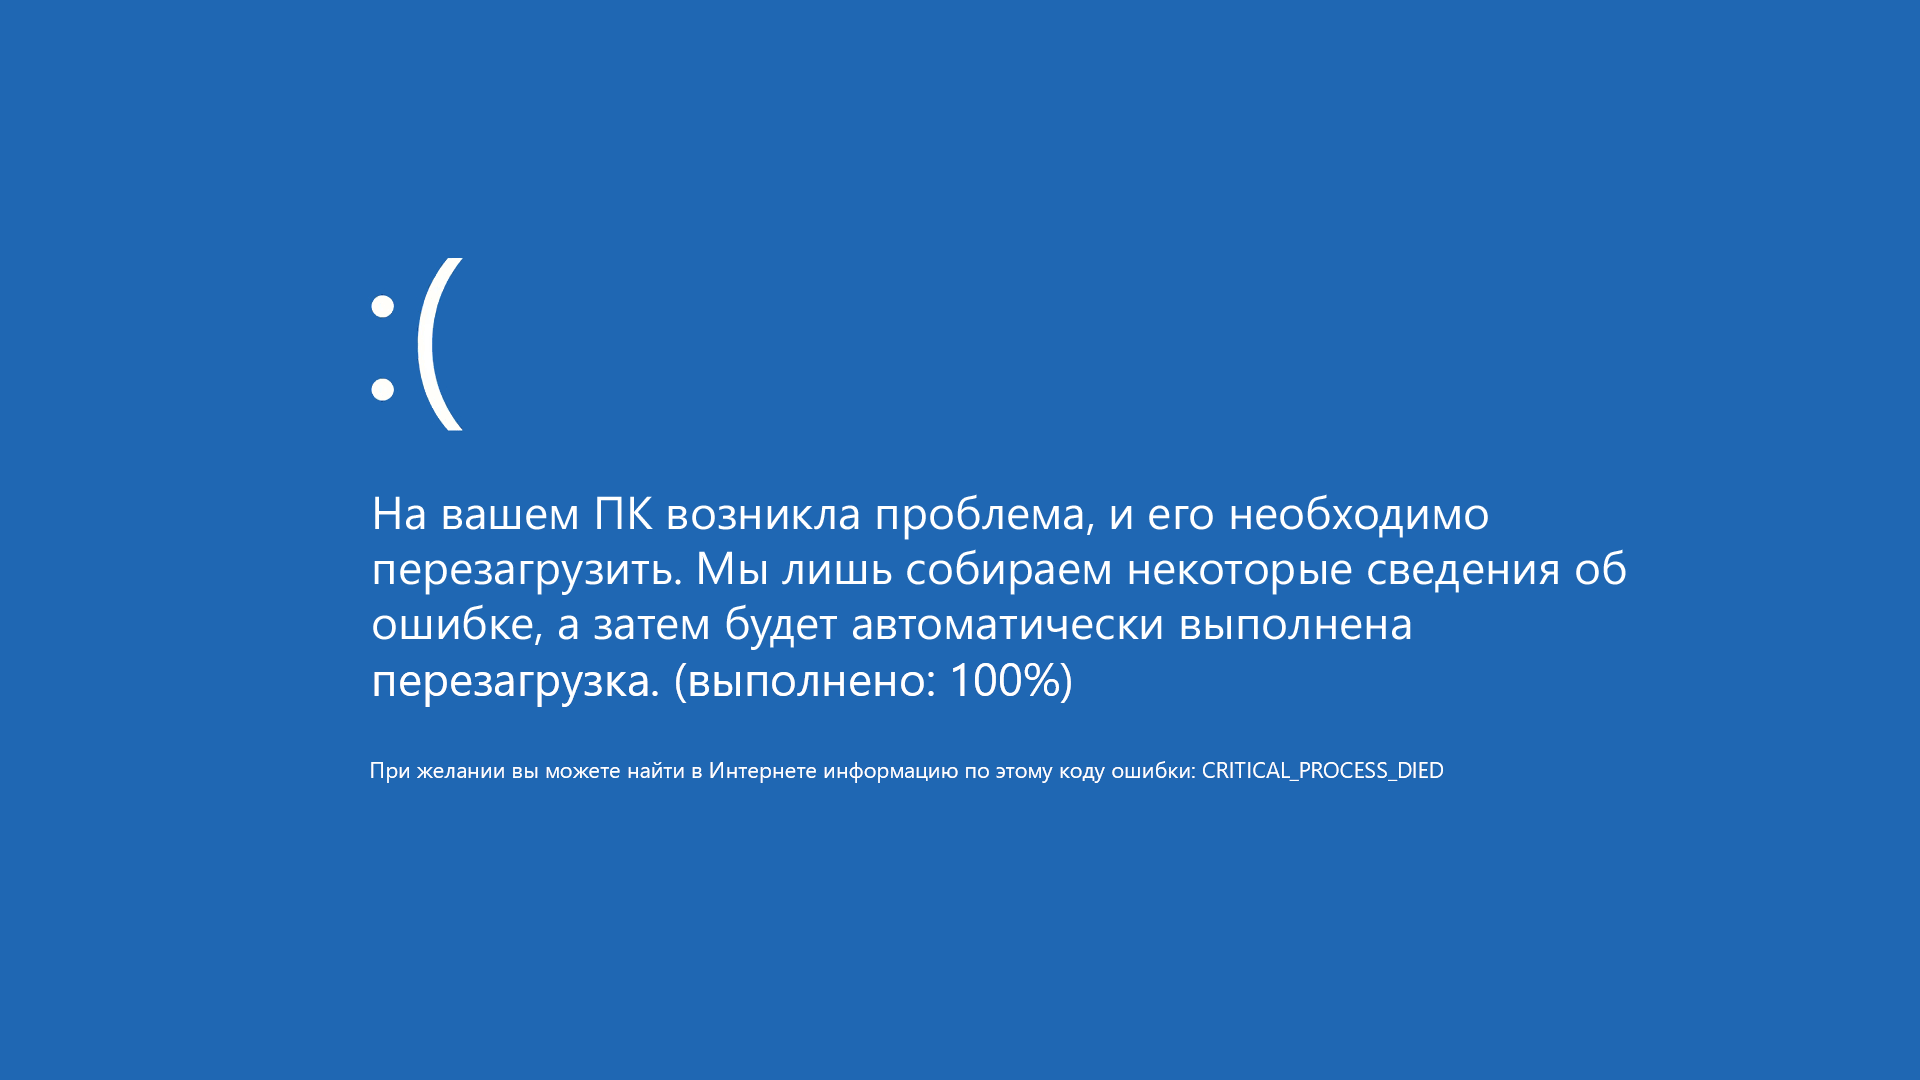 :(
На вашем ПК возникла проблема, и его необходимо
перезагрузить. Мы лишь собираем некоторые сведения об
ошибке, а затем будет автоматически выполнена
перезагрузка. (выполнено: 100%)
При желании вы можете найти в Интернете информацию по этому коду ошибки: CRITICAL_PROCESS_DIED